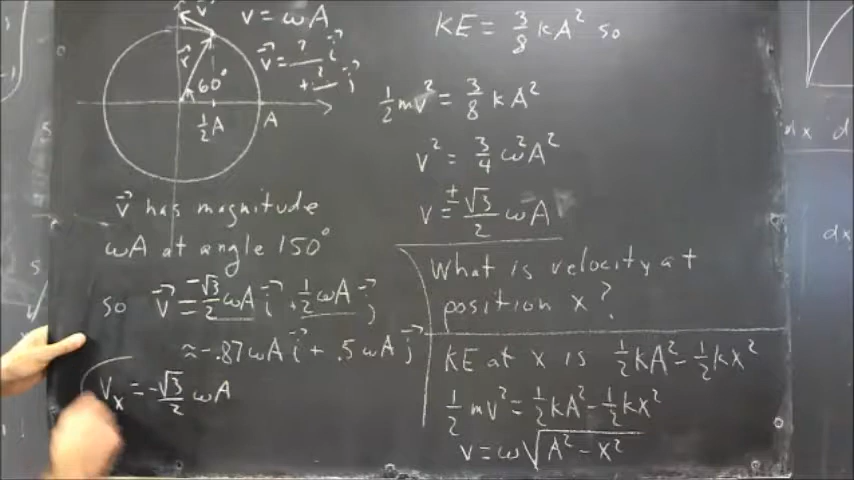 v⃗
v = ωA
r⃗
v⃗ = ? i⃗
+ ? j⃗
60°
½A
A
v⃗ has magnitude
ωA at angle 150°
so v⃗ = -√3/2 ωA i⃗ + 1/2 ωA j⃗
≈ -.87 ωA i⃗ + .5 ωA j⃗
Vx = -√3/2 ωA
KE = 3/8 kA² so
1/2 mv² = 3/8 kA²
v² = 3/4 ω²A²
v = ± √3/2 ωA
What is velocity at
position x?
KE at x is 1/2 kA² - 1/2 kx²
1/2 mv² = 1/2 kA² - 1/2 kx²
v = ω√(A² - x²)
dx d
dx